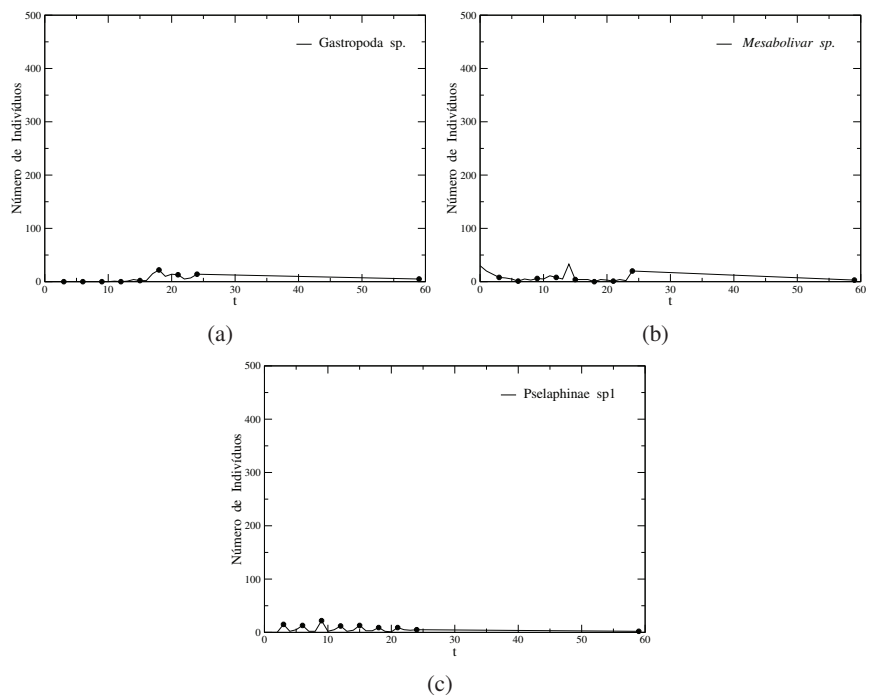 500
400
300
200
100
0
Número de Indivíduos
0 10 20 30 40 50 60
t
Gastropoda sp.
(a)
500
400
300
200
100
0
Número de Indivíduos
0 10 20 30 40 50 60
t
Mesabolivar sp.
(b)
500
400
300
200
100
0
Número de Indivíduos
0 10 20 30 40 50 60
t
Pselaphinae sp1
(c)